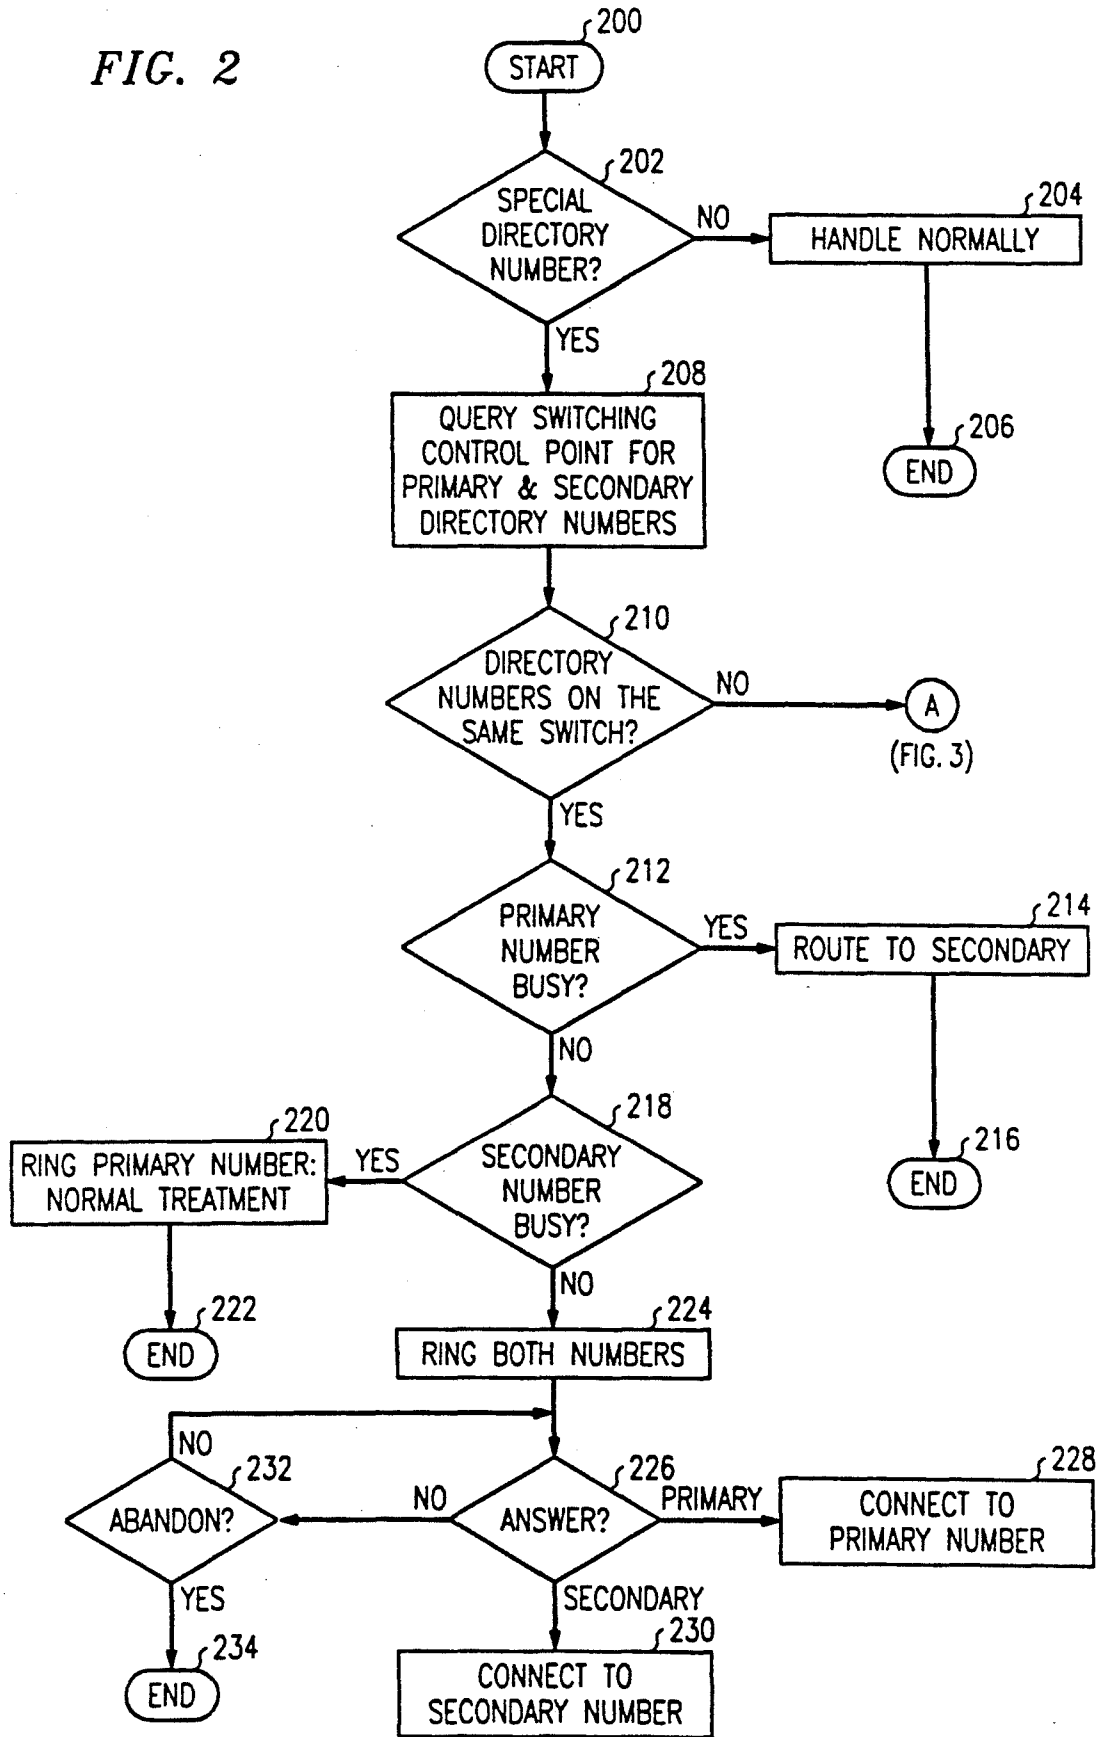 FIG. 2
200
START
202
SPECIAL
DIRECTORY
NUMBER?
NO
204
HANDLE NORMALLY
YES
206
END
208
QUERY SWITCHING
CONTROL POINT FOR
PRIMARY & SECONDARY
DIRECTORY NUMBERS
210
DIRECTORY
NUMBERS ON THE
SAME SWITCH?
NO
A
(FIG. 3)
YES
212
PRIMARY
NUMBER
BUSY?
YES
214
ROUTE TO SECONDARY
NO
216
END
218
SECONDARY
NUMBER
BUSY?
YES
220
RING PRIMARY NUMBER:
NORMAL TREATMENT
222
END
NO
224
RING BOTH NUMBERS
226
ANSWER?
PRIMARY
228
CONNECT TO
PRIMARY NUMBER
NO
232
ABANDON?
NO
YES
234
END
SECONDARY
230
CONNECT TO
SECONDARY NUMBER